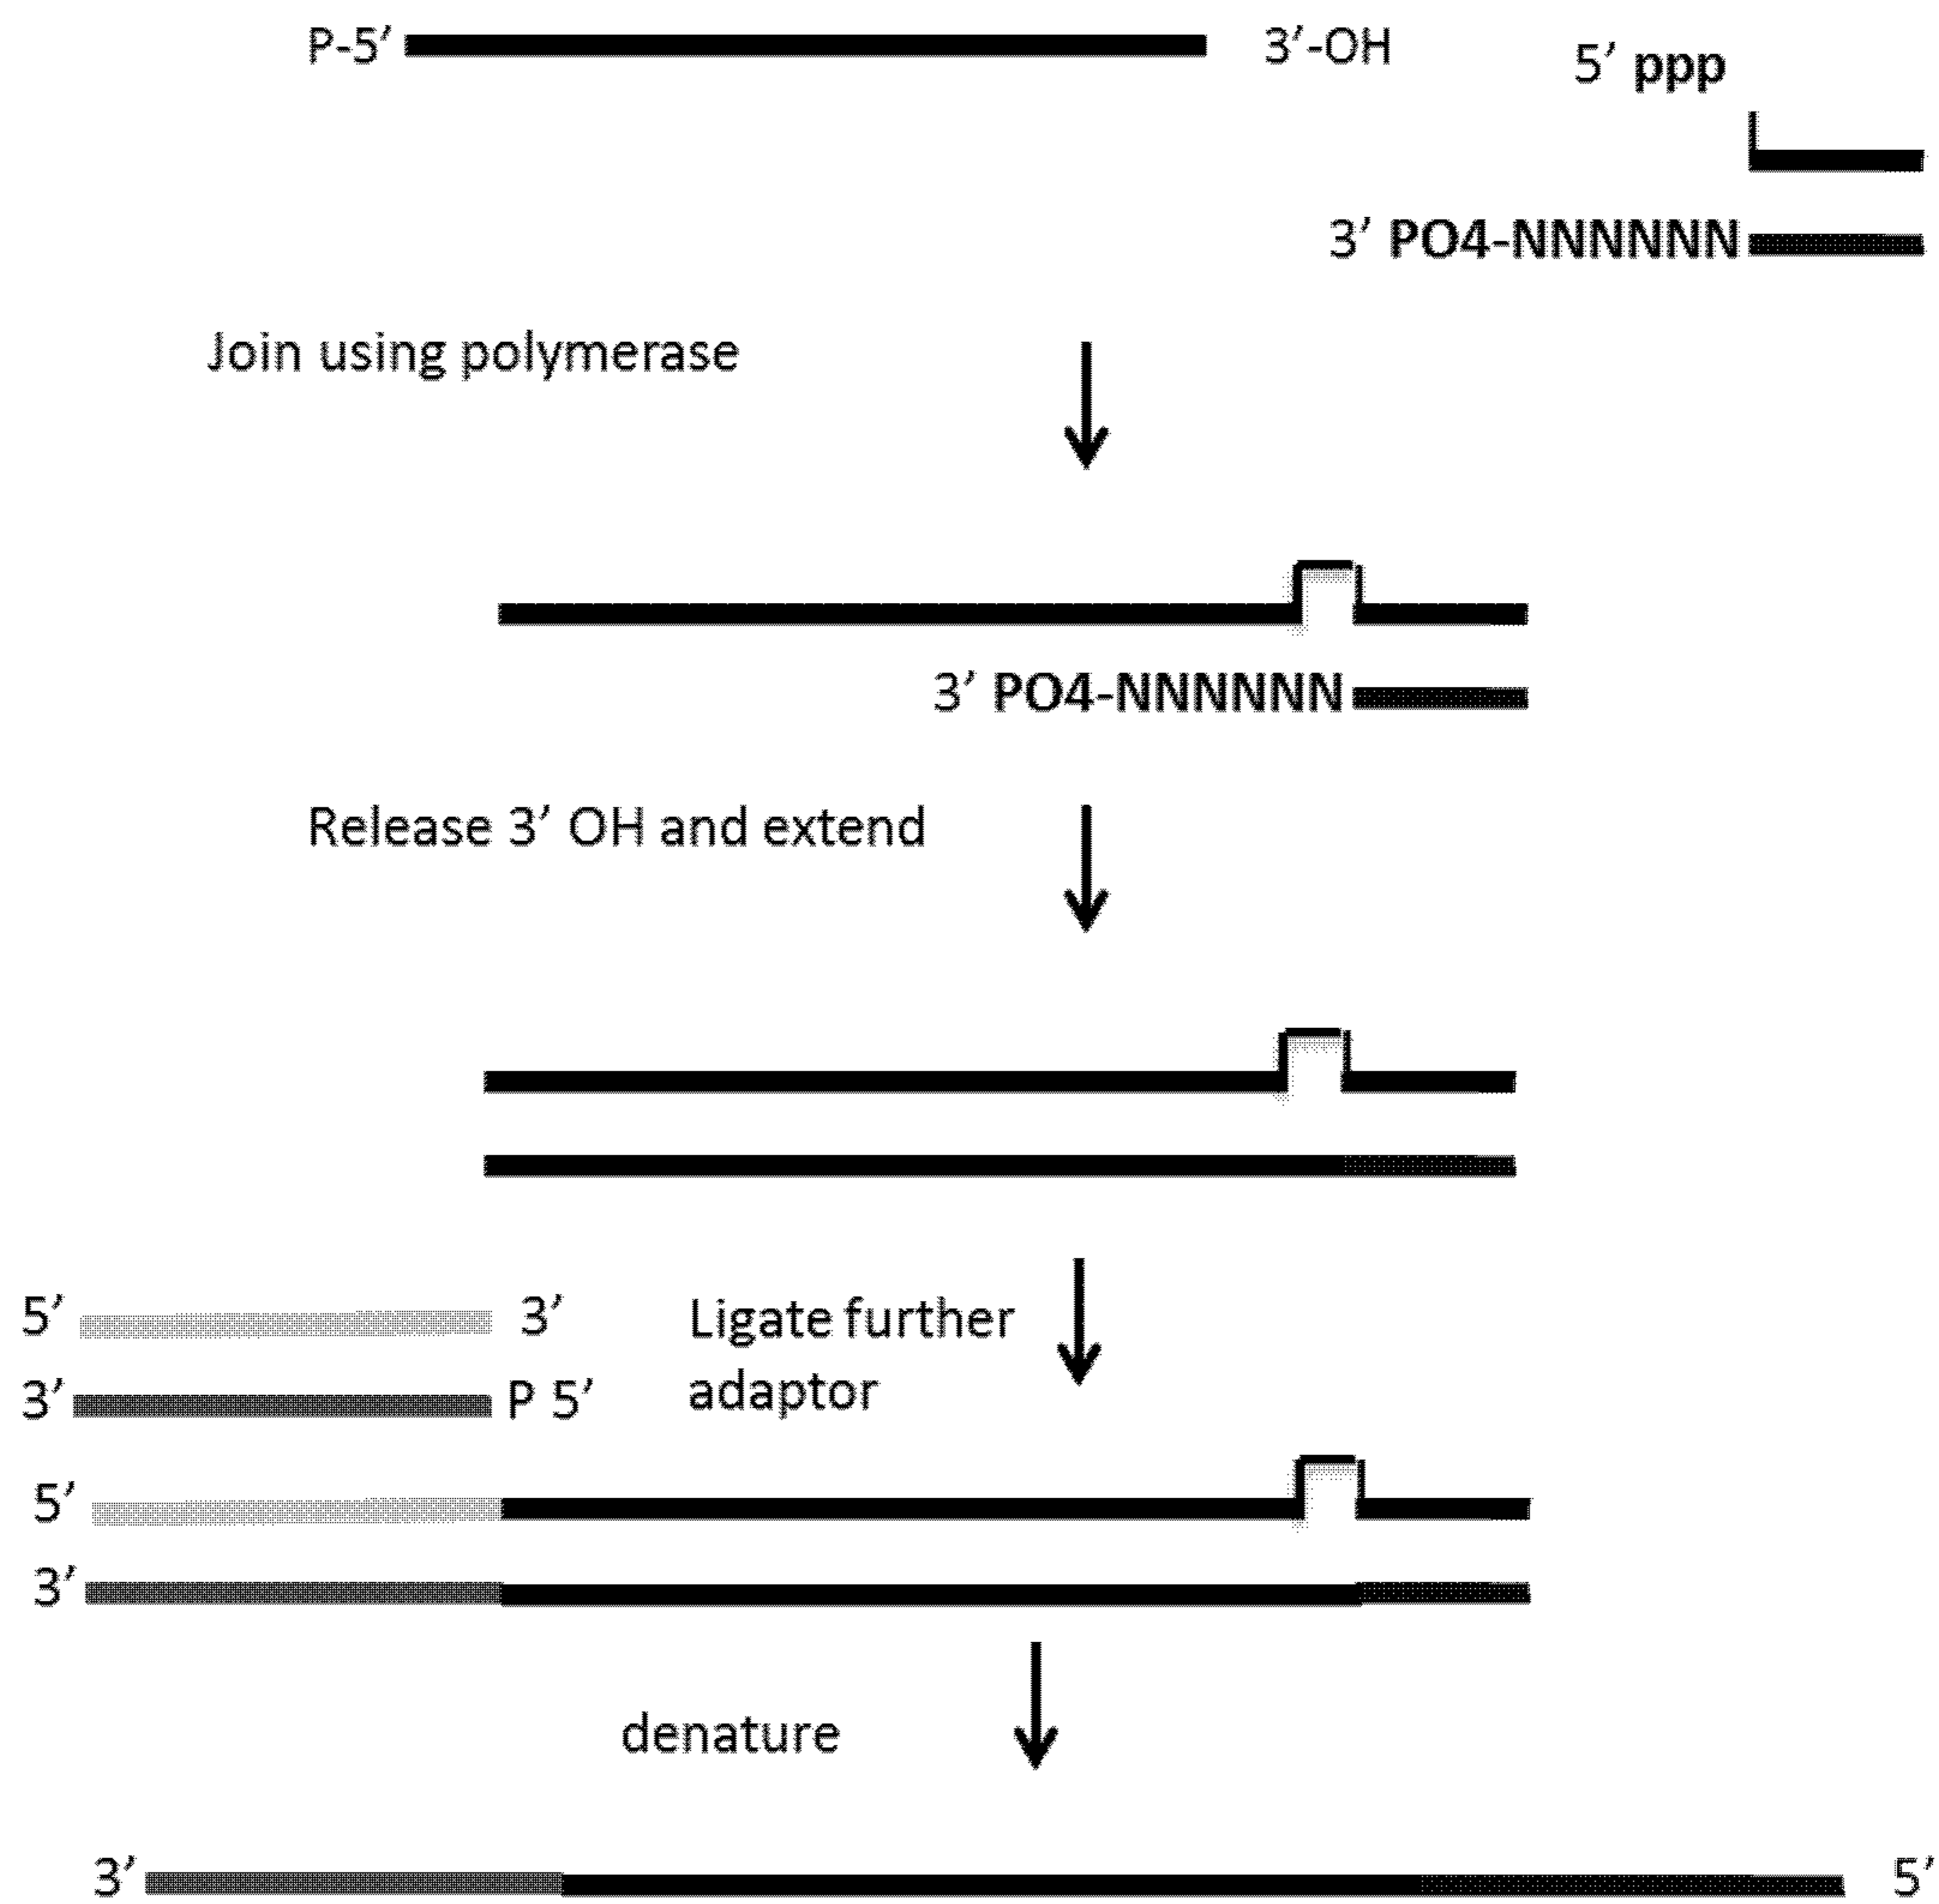 P-5’ 3’-OH
5’ ppp
3’ PO4-NNNNNN
Join using polymerase
3’ PO4-NNNNNN
Release 3’ OH and extend
5’ 3’ Ligate further
3’ P 5’ adaptor
5’
3’
denature
3’ 5’